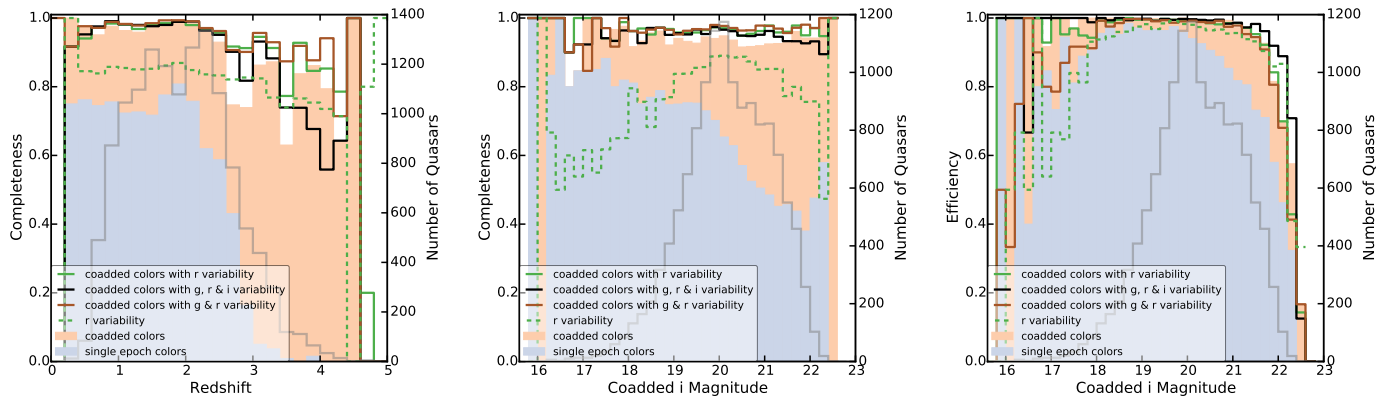 1.0
0.8
0.6
0.4
0.2
0.0
Completeness
0 1 2 3 4 5
Redshift
1400
1200
1000
800
600
400
200
0
Number of Quasars
coadded colors with r variability
coadded colors with g, r & i variability
coadded colors with g & r variability
r variability
coadded colors
single epoch colors
1.0
0.8
0.6
0.4
0.2
0.0
Completeness
16 17 18 19 20 21 22 23
Coadded i Magnitude
1200
1000
800
600
400
200
0
Number of Quasars
coadded colors with r variability
coadded colors with g, r & i variability
coadded colors with g & r variability
r variability
coadded colors
single epoch colors
1.0
0.8
0.6
0.4
0.2
0.0
Efficiency
16 17 18 19 20 21 22 23
Coadded i Magnitude
1200
1000
800
600
400
200
0
Number of Quasars
coadded colors with r variability
coadded colors with g, r & i variability
coadded colors with g & r variability
r variability
coadded colors
single epoch colors